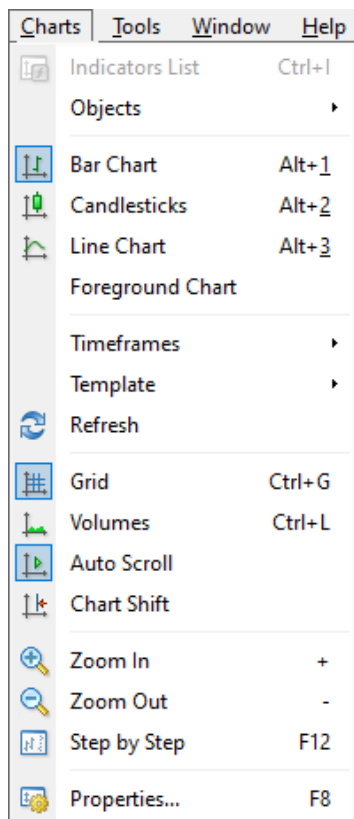 Charts Tools Window Help
Indicators List Ctrl+I
Objects
Bar Chart Alt+1
Candlesticks Alt+2
Line Chart Alt+3
Foreground Chart
Timeframes
Template
Refresh
Grid Ctrl+G
Volumes Ctrl+L
Auto Scroll
Chart Shift
Zoom In +
Zoom Out -
Step by Step F12
Properties... F8